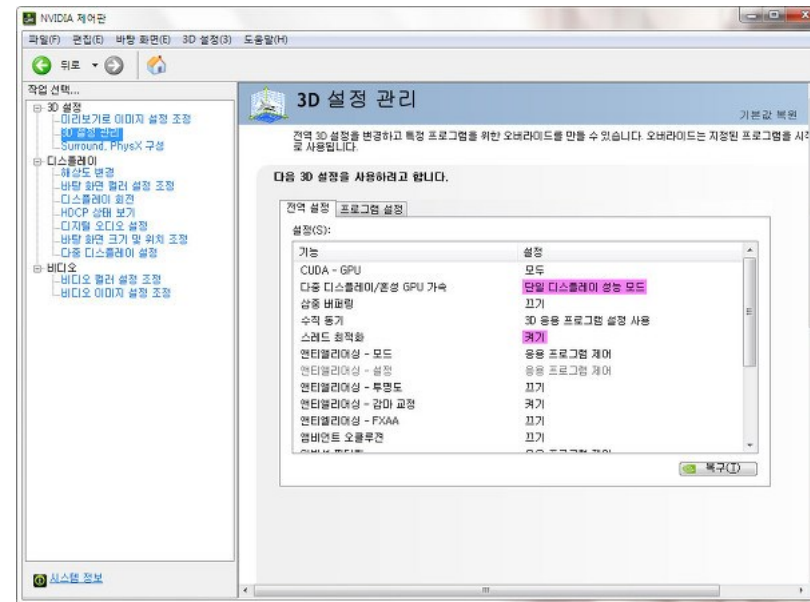 NVIDIA 제어판
파일(F) 편집(E) 바탕 화면(E) 3D 설정(3) 도움말(H)
뒤로
작업 선택...
3D 설정
미리보기로 이미지 설정 조정
3D 설정 관리
Surround, PhysX 구성
디스플레이
해상도 변경
바탕 화면 컬러 설정 조정
디스플레이 회전
HDCP 상태 보기
디지털 오디오 설정
바탕 화면 크기 및 위치 조정
다중 디스플레이 설정
비디오
비디오 컬러 설정 조정
비디오 이미지 설정 조정
시스템 정보
3D 설정 관리
기본값 복원
전역 3D 설정을 변경하고 특정 프로그램을 위한 오버라이드를 만들 수 있습니다. 오버라이드는 지정된 프로그램을
로 사용됩니다.
다음 3D 설정을 사용하려고 합니다.
전역 설정 프로그램 설정
설정(S):
기능 설정
CUDA - GPU 모두
다중 디스플레이/혼성 GPU 가속 단일 디스플레이 성능 모드
삼중 버퍼링 끄기
수직 동기 3D 응용 프로그램 설정 사용
스레드 최적화 켜기
앤티앨리어싱 - 모드 응용 프로그램 제어
앤티앨리어싱 - 설정 응용 프로그램 제어
앤티앨리어싱 - 투명도 끄기
앤티앨리어싱 - 감마 교정 켜기
앤티앨리어싱 - FXAA 끄기
앰비언트 오클루전 끄기
복구(T)